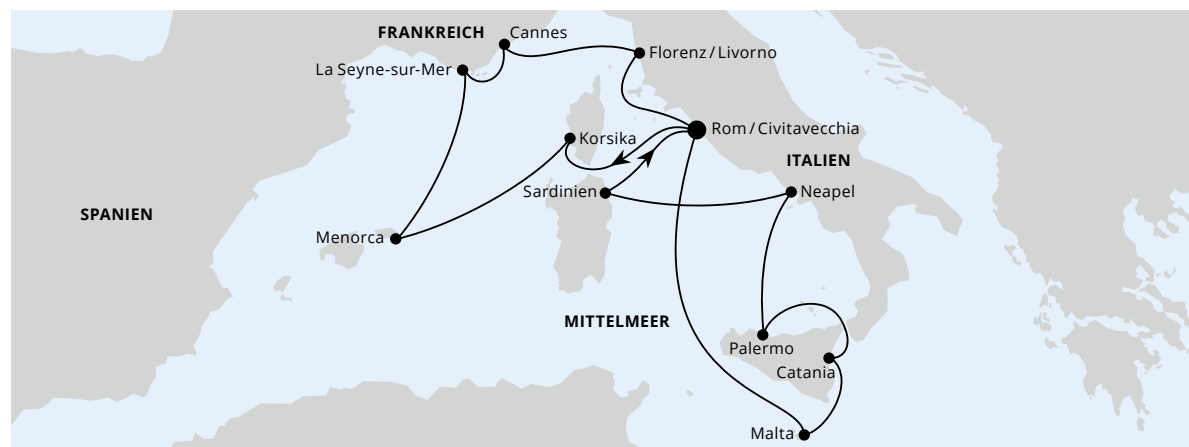 FRANKREICH
Cannes
Florenz / Livorno
La Seyne-sur-Mer
Rom / Civitavecchia
Korsika
ITALIEN
Sardinien
Neapel
SPANIEN
Menorca
MITTELMEER
Palermo
Catania
Malta